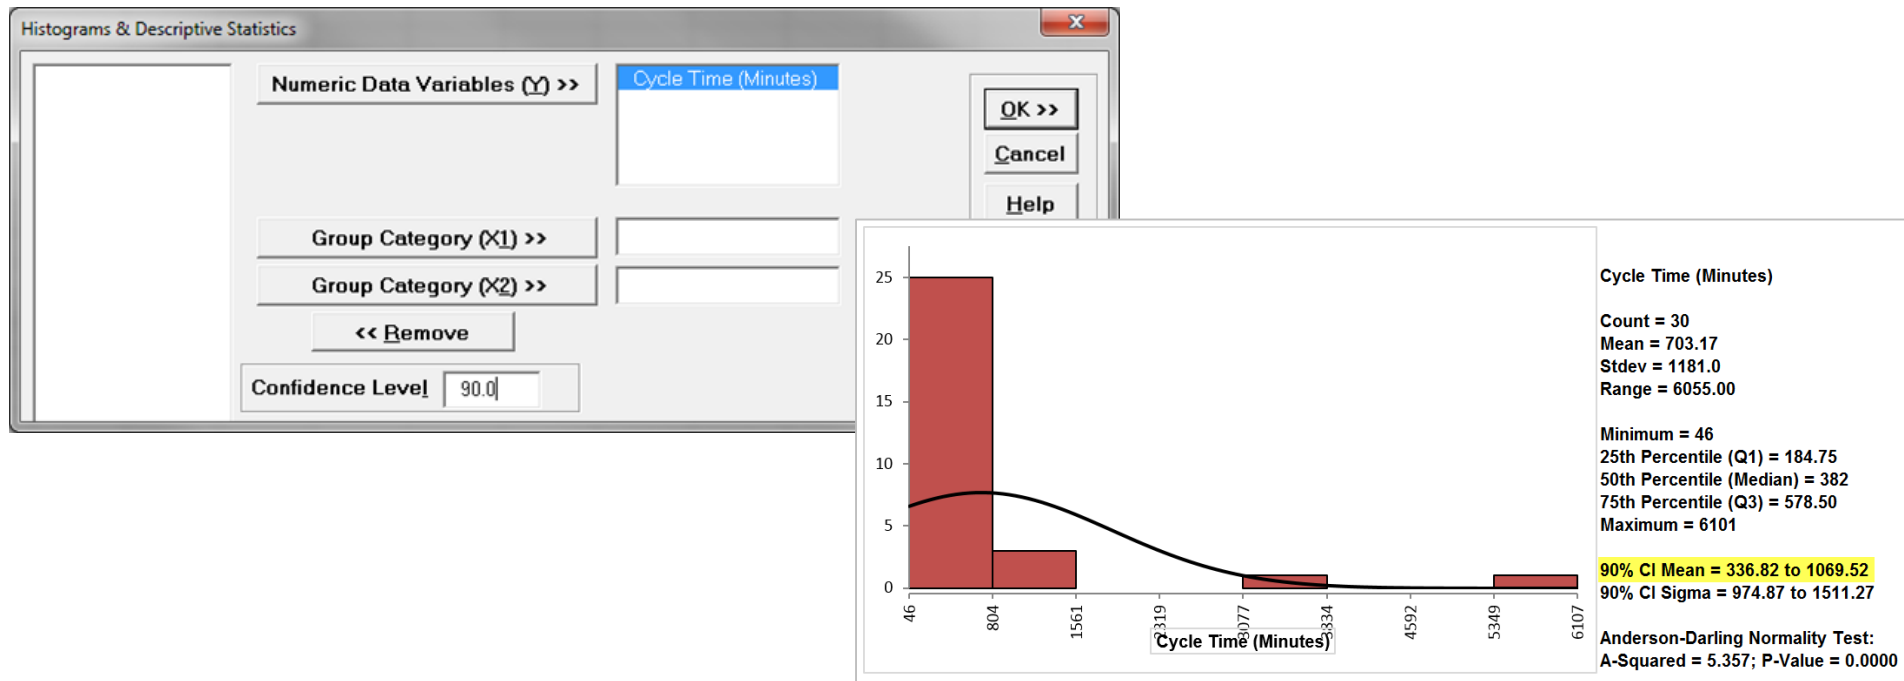 Histograms & Descriptive Statistics
x
Numeric Data Variables (Y) >>
Cycle Time (Minutes)
OK >>
Cancel
Help
Group Category (X1) >>
Group Category (X2) >>
<< Remove
Confidence Level
90.0
25
20
15
10
5
0
46
804
1561
2319
3077
3834
4592
5349
6107
Cycle Time (Minutes)
Cycle Time (Minutes)
Count = 30
Mean = 703.17
Stdev = 1181.0
Range = 6055.00
Minimum = 46
25th Percentile (Q1) = 184.75
50th Percentile (Median) = 382
75th Percentile (Q3) = 578.50
Maximum = 6101
90% CI Mean = 336.82 to 1069.52
90% CI Sigma = 974.87 to 1511.27
Anderson-Darling Normality Test:
A-Squared = 5.357; P-Value = 0.0000